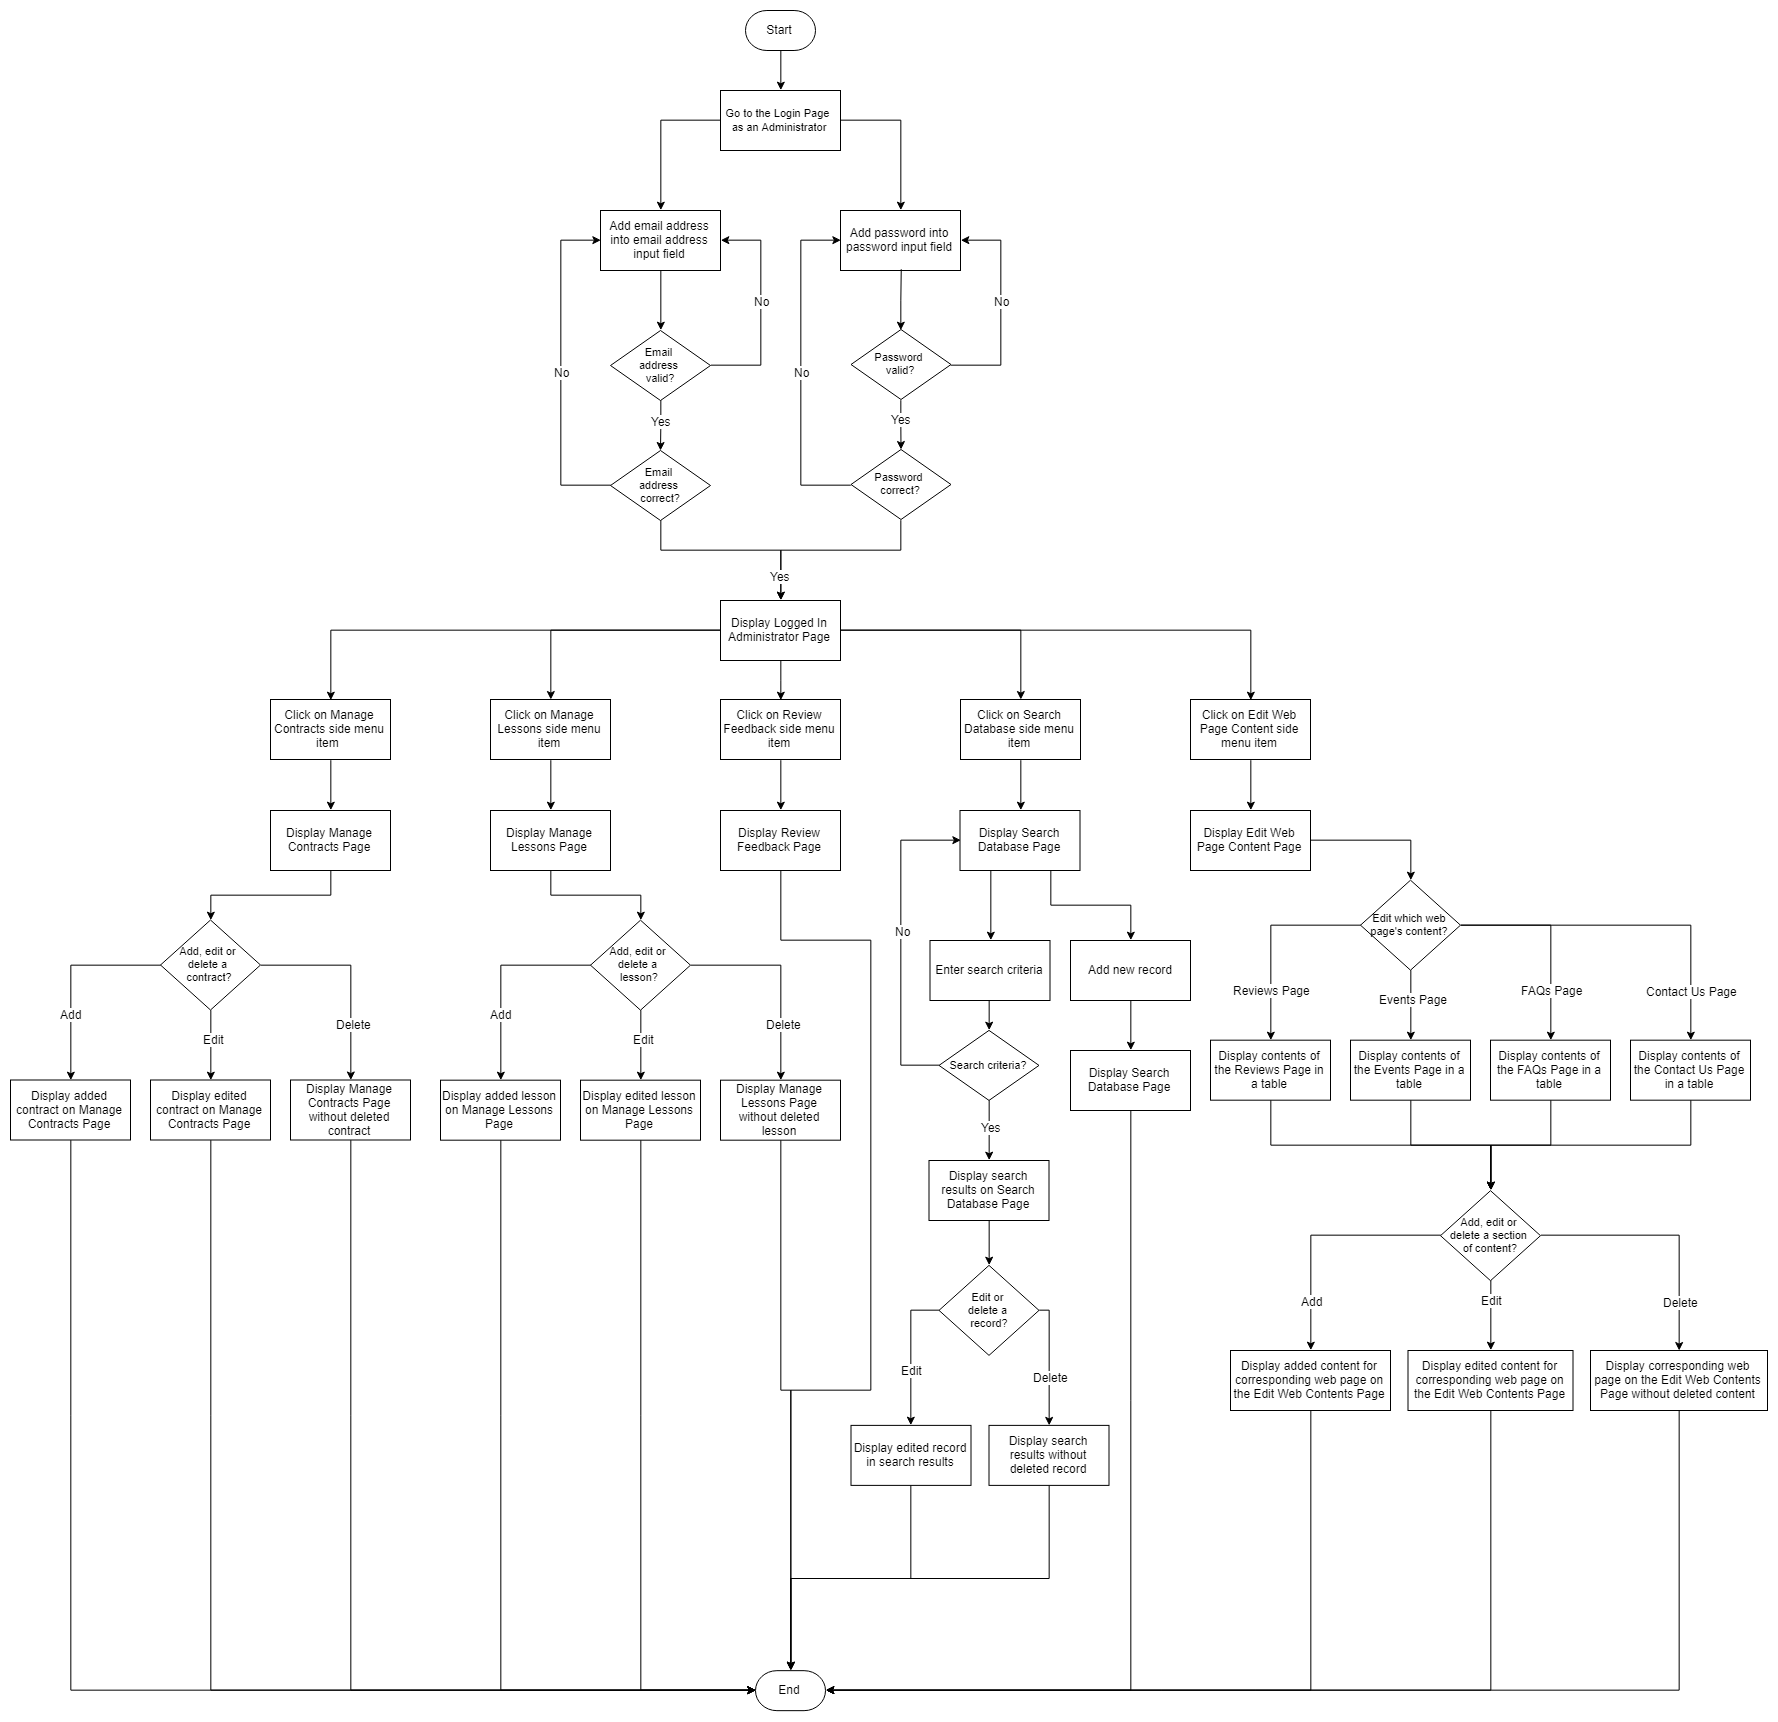 Start
Go to the Login Page
as an Administrator
Add email address
into email address
input field
Add password into
password input field
No
No
Email
address
valid?
Password
valid?
No
No
Yes
Yes
Email
address
correct?
Password
correct?
Yes
Display Logged In
Administrator Page
Click on Manage
Contracts side menu
item
Click on Manage
Lessons side menu
item
Click on Review
Feedback side menu
item
Click on Search
Database side menu
item
Click on Edit Web
Page Content side
menu item
Display Manage
Contracts Page
Display Manage
Lessons Page
Display Review
Feedback Page
Display Search
Database Page
Display Edit Web
Page Content Page
Add, edit or
delete a
contract?
Add, edit or
delete a
lesson?
No
Enter search criteria
Add new record
Edit which web
page's content?
Reviews Page
Events Page
FAQs Page
Contact Us Page
Add
Edit
Delete
Add
Edit
Delete
Search criteria?
Display Search
Database Page
Display contents of
the Reviews Page in
a table
Display contents of
the Events Page in a
table
Display contents of
the FAQs Page in a
table
Display contents of
the Contact Us Page
in a table
Display added
contract on Manage
Contracts Page
Display edited
contract on Manage
Contracts Page
Display Manage
Contracts Page
without deleted
contract
Display added lesson
on Manage Lessons
Page
Display edited lesson
on Manage Lessons
Page
Display Manage
Lessons Page
without deleted
lesson
Yes
Display search
results on Search
Database Page
Add, edit or
delete a section
of content?
Edit or
delete a
record?
Add
Edit
Delete
Edit
Delete
Display added content for
corresponding web page on
the Edit Web Contents Page
Display edited content for
corresponding web page on
the Edit Web Contents Page
Display corresponding web
page on the Edit Web Contents
Page without deleted content
Display edited record
in search results
Display search
results without
deleted record
End